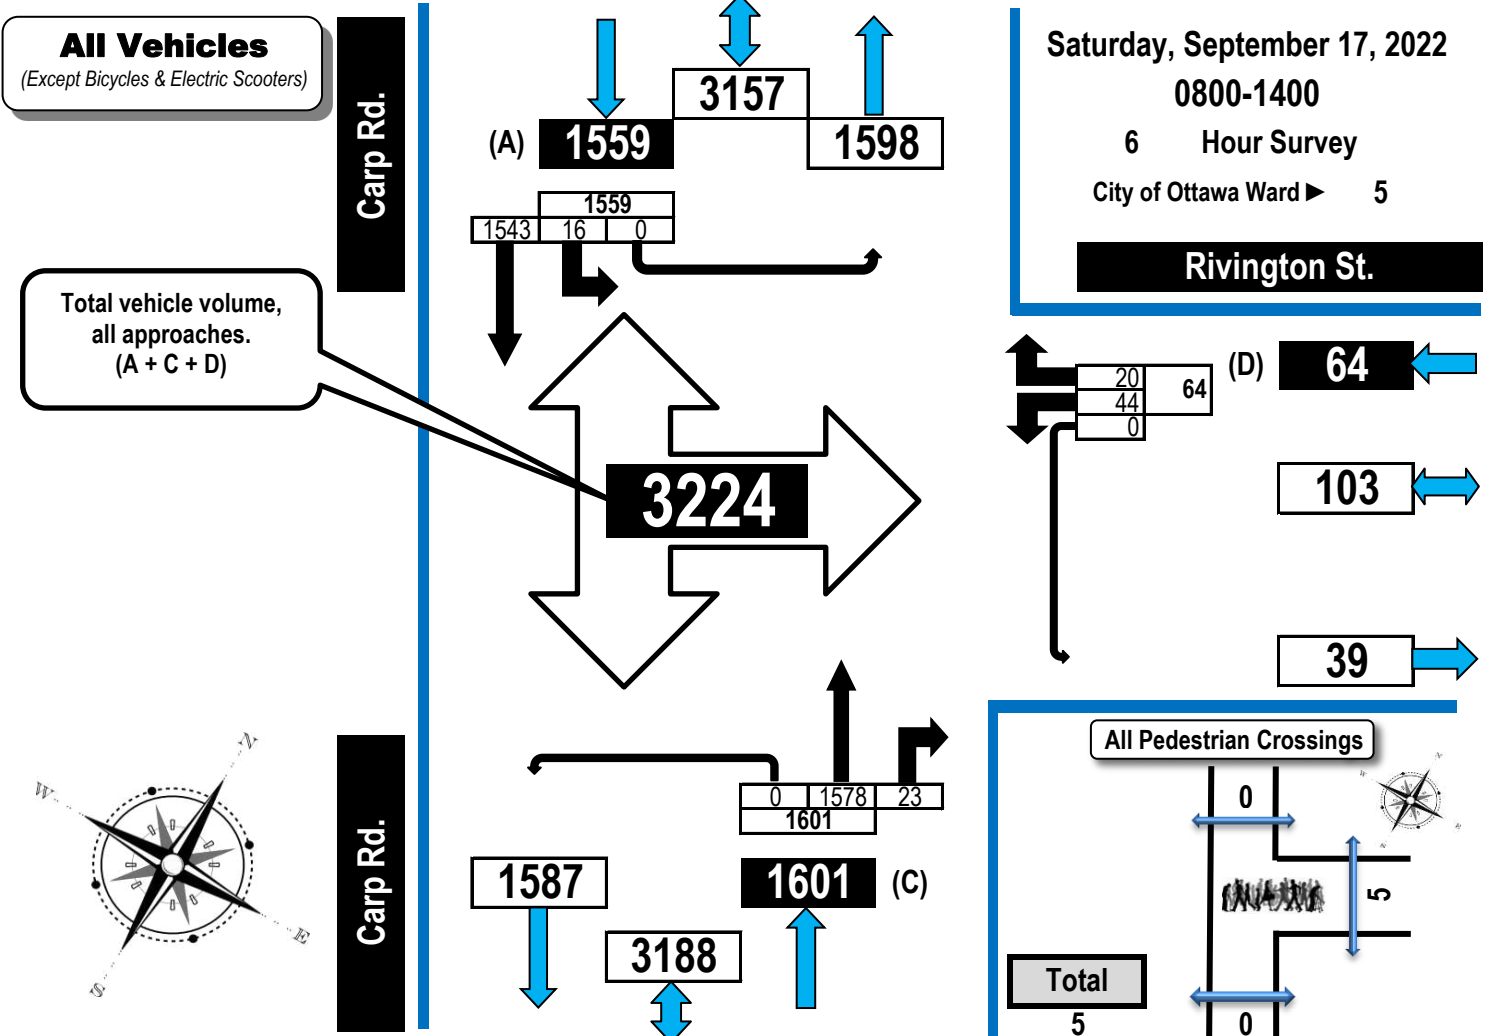 All Vehicles
(Except Bicycles & Electric Scooters)
Carp Rd.
3157
(A) 1559
1598
1559
1543 16 0
Saturday, September 17, 2022
0800-1400
6 Hour Survey
City of Ottawa Ward ► 5
Rivington St.
Total vehicle volume,
all approaches.
(A + C + D)
3224
20
44
0
64
(D) 64
103
39
N
W
E
S
Carp Rd.
0 1578 23
1601
1587
1601 (C)
3188
All Pedestrian Crossings
0
5
Total
5
0